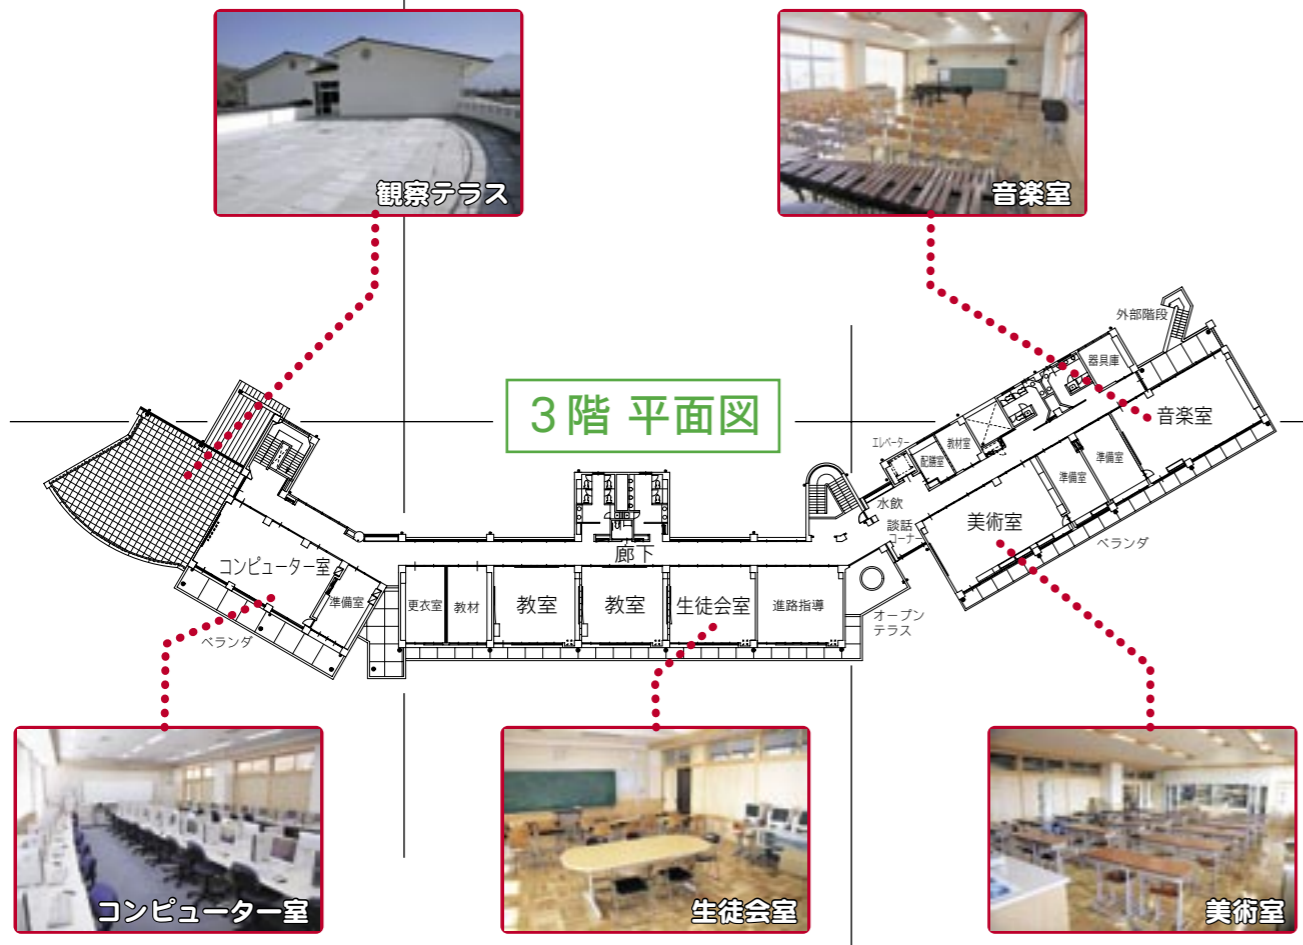 観察テラス
音楽室
外部階段
器具庫
3階 平面図
音楽室
エレベーター
教材室
配膳室
準備室
準備室
水飲
美術室
談話
コーナー
ベランダ
廊下
コンピューター室
準備室
更衣室
教材
教室
教室
生徒会室
進路指導
オープン
テラス
ベランダ
コンピューター室
生徒会室
美術室